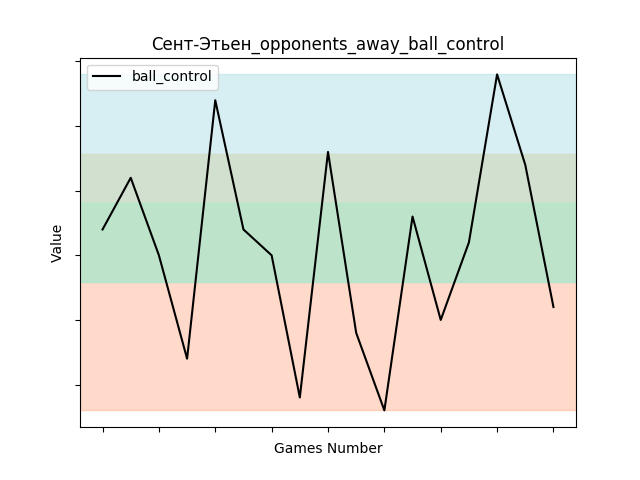 Сент-Этьен_opponents_away_ball_control
ball_control
Value
Games Number